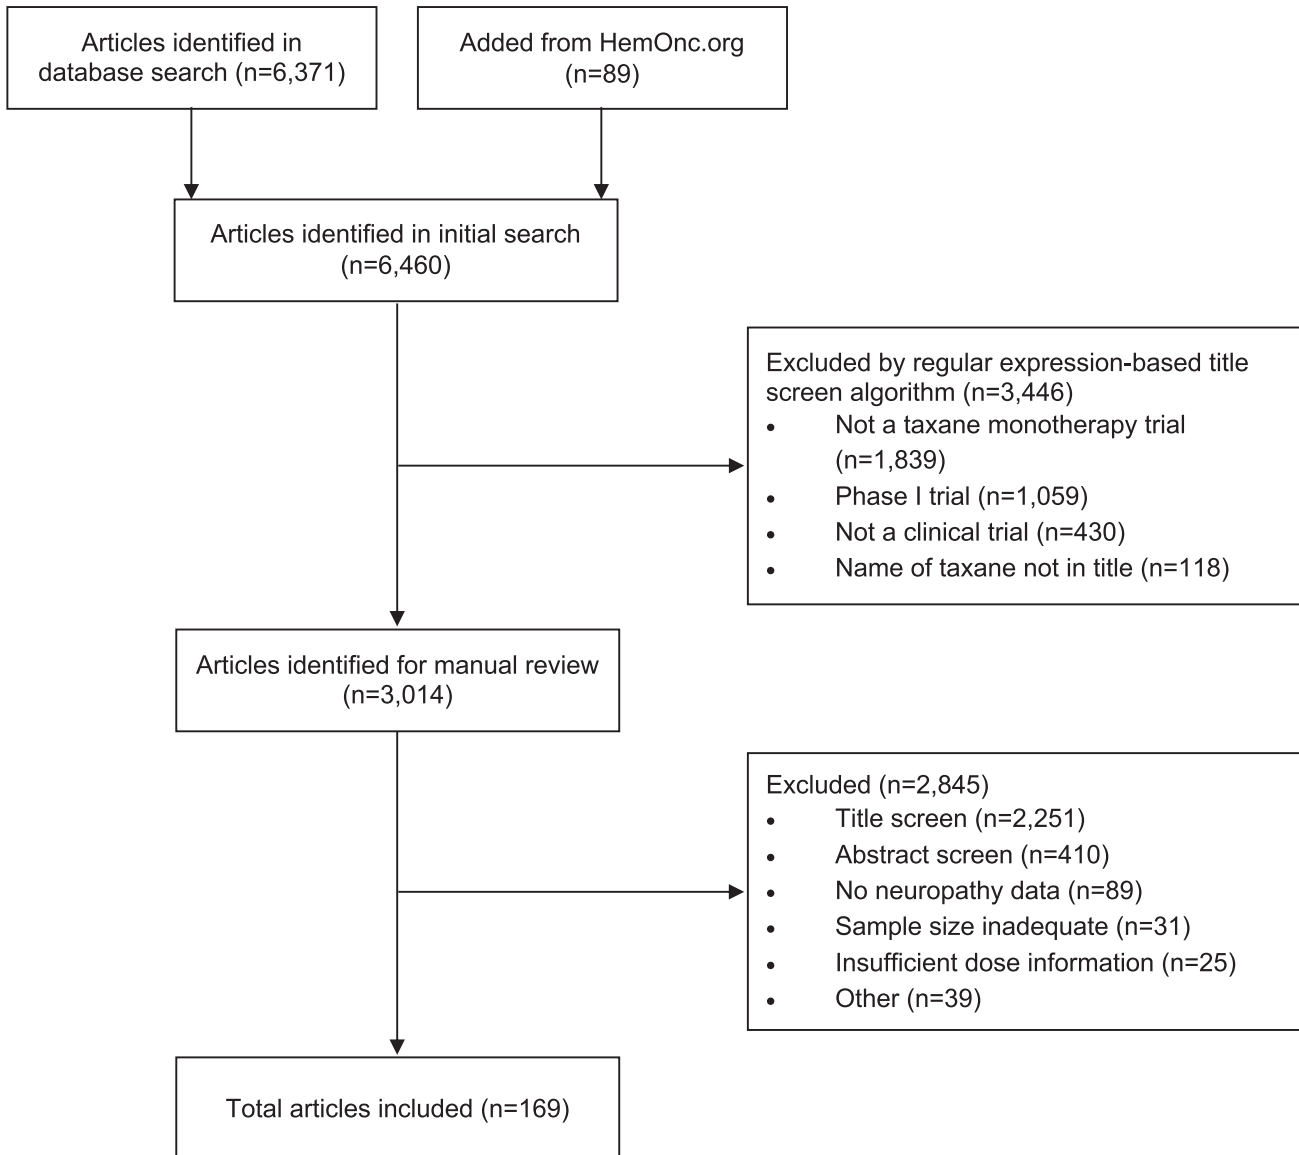 Articles identified in
database search (n=6,371)
Added from HemOnc.org
(n=89)
Articles identified in initial search
(n=6,460)
Excluded by regular expression-based title
screen algorithm (n=3,446)
• Not a taxane monotherapy trial
(n=1,839)
• Phase I trial (n=1,059)
• Not a clinical trial (n=430)
• Name of taxane not in title (n=118)
Articles identified for manual review
(n=3,014)
Excluded (n=2,845)
• Title screen (n=2,251)
• Abstract screen (n=410)
• No neuropathy data (n=89)
• Sample size inadequate (n=31)
• Insufficient dose information (n=25)
• Other (n=39)
Total articles included (n=169)